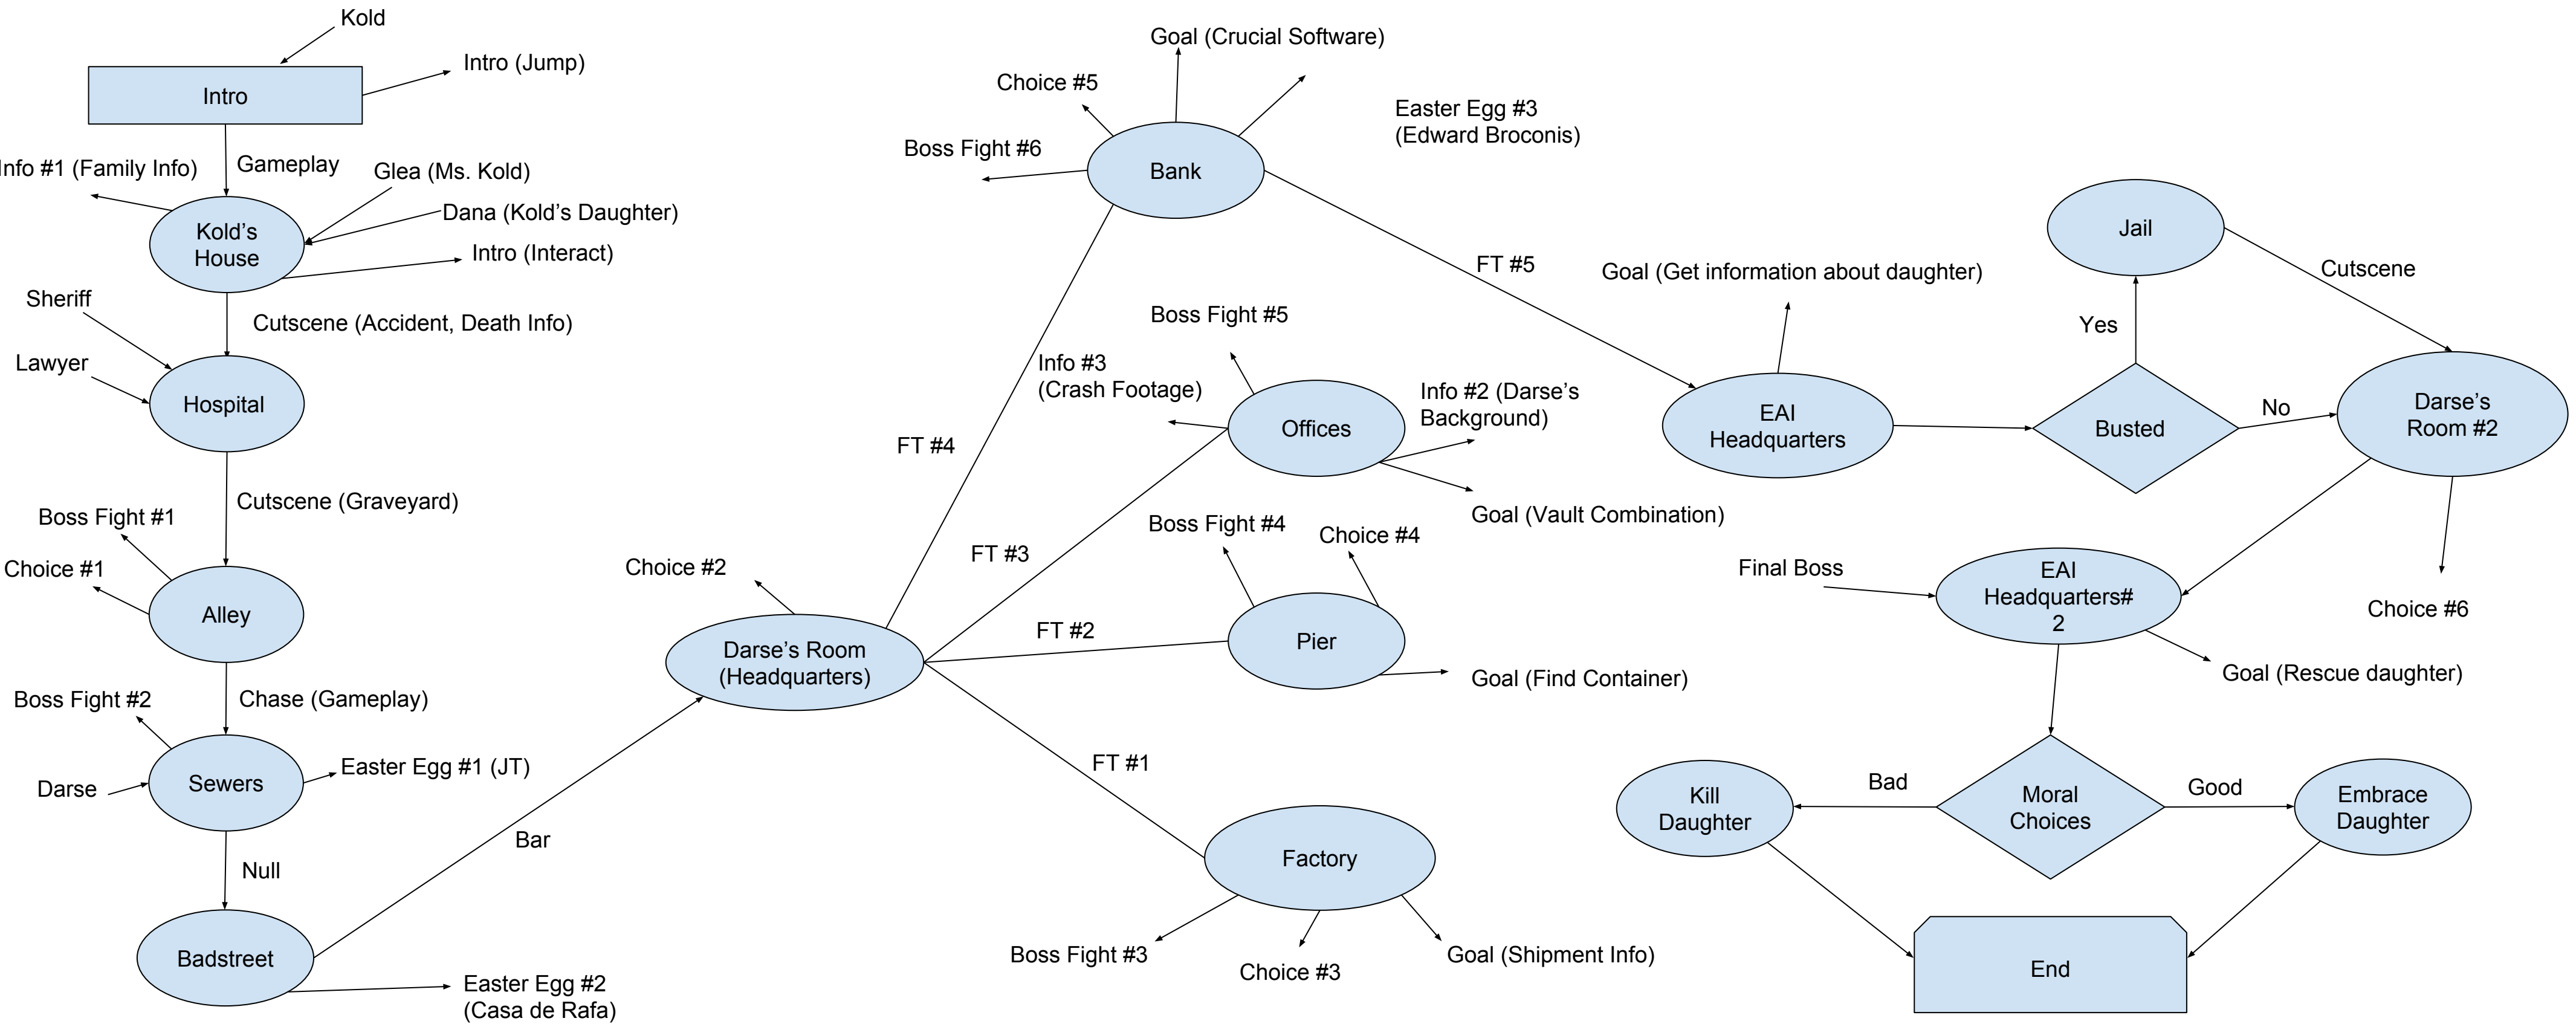 Kold
Intro
Intro (Jump)
Gameplay
Info #1 (Family Info)
Glea (Ms. Kold)
Dana (Kold’s Daughter)
Kold’s
House
Intro (Interact)
Sheriff
Cutscene (Accident, Death Info)
Lawyer
Hospital
Cutscene (Graveyard)
Boss Fight #1
Choice #1
Alley
Chase (Gameplay)
Boss Fight #2
Easter Egg #1 (JT)
Darse
Sewers
Null
Bar
Badstreet
Easter Egg #2
(Casa de Rafa)
Choice #2
Darse’s Room
(Headquarters)
Goal (Crucial Software)
Choice #5
Easter Egg #3
(Edward Broconis)
Boss Fight #6
Bank
FT #4
FT #5
Boss Fight #5
Info #3
(Crash Footage)
Offices
Info #2 (Darse’s
Background)
Goal (Vault Combination)
FT #3
Boss Fight #4
Choice #4
FT #2
Pier
Goal (Find Container)
FT #1
Factory
Boss Fight #3
Choice #3
Goal (Shipment Info)
Goal (Get information about daughter)
EAI
Headquarters
Jail
Cutscene
Yes
Busted
No
Darse’s
Room #2
Choice #6
Final Boss
EAI
Headquarters#
2
Goal (Rescue daughter)
Kill
Daughter
Bad
Moral
Choices
Good
Embrace
Daughter
End